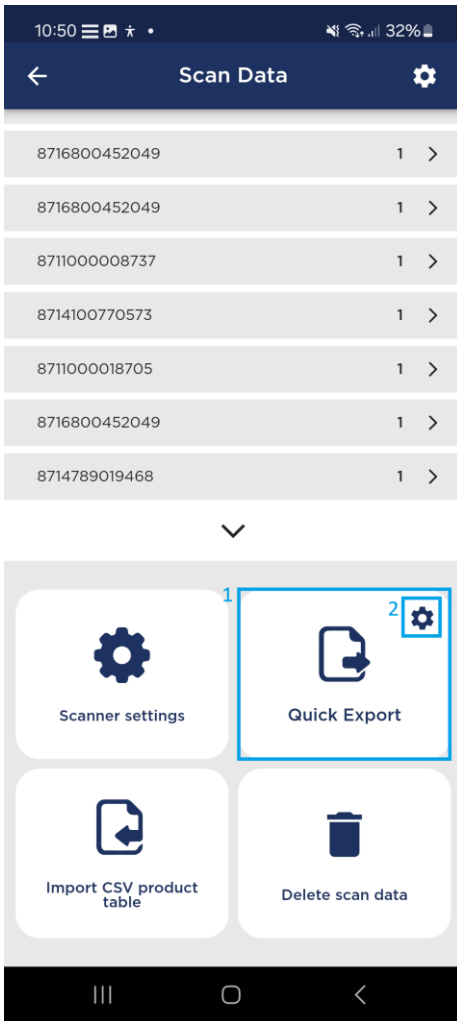 10:50 32%
Scan Data
8716800452049 1
8716800452049 1
8711000008737 1
8714100770573 1
8711000018705 1
8716800452049 1
8714789019468 1
1 2
Scanner settings Quick Export
Import CSV product
table
Delete scan data